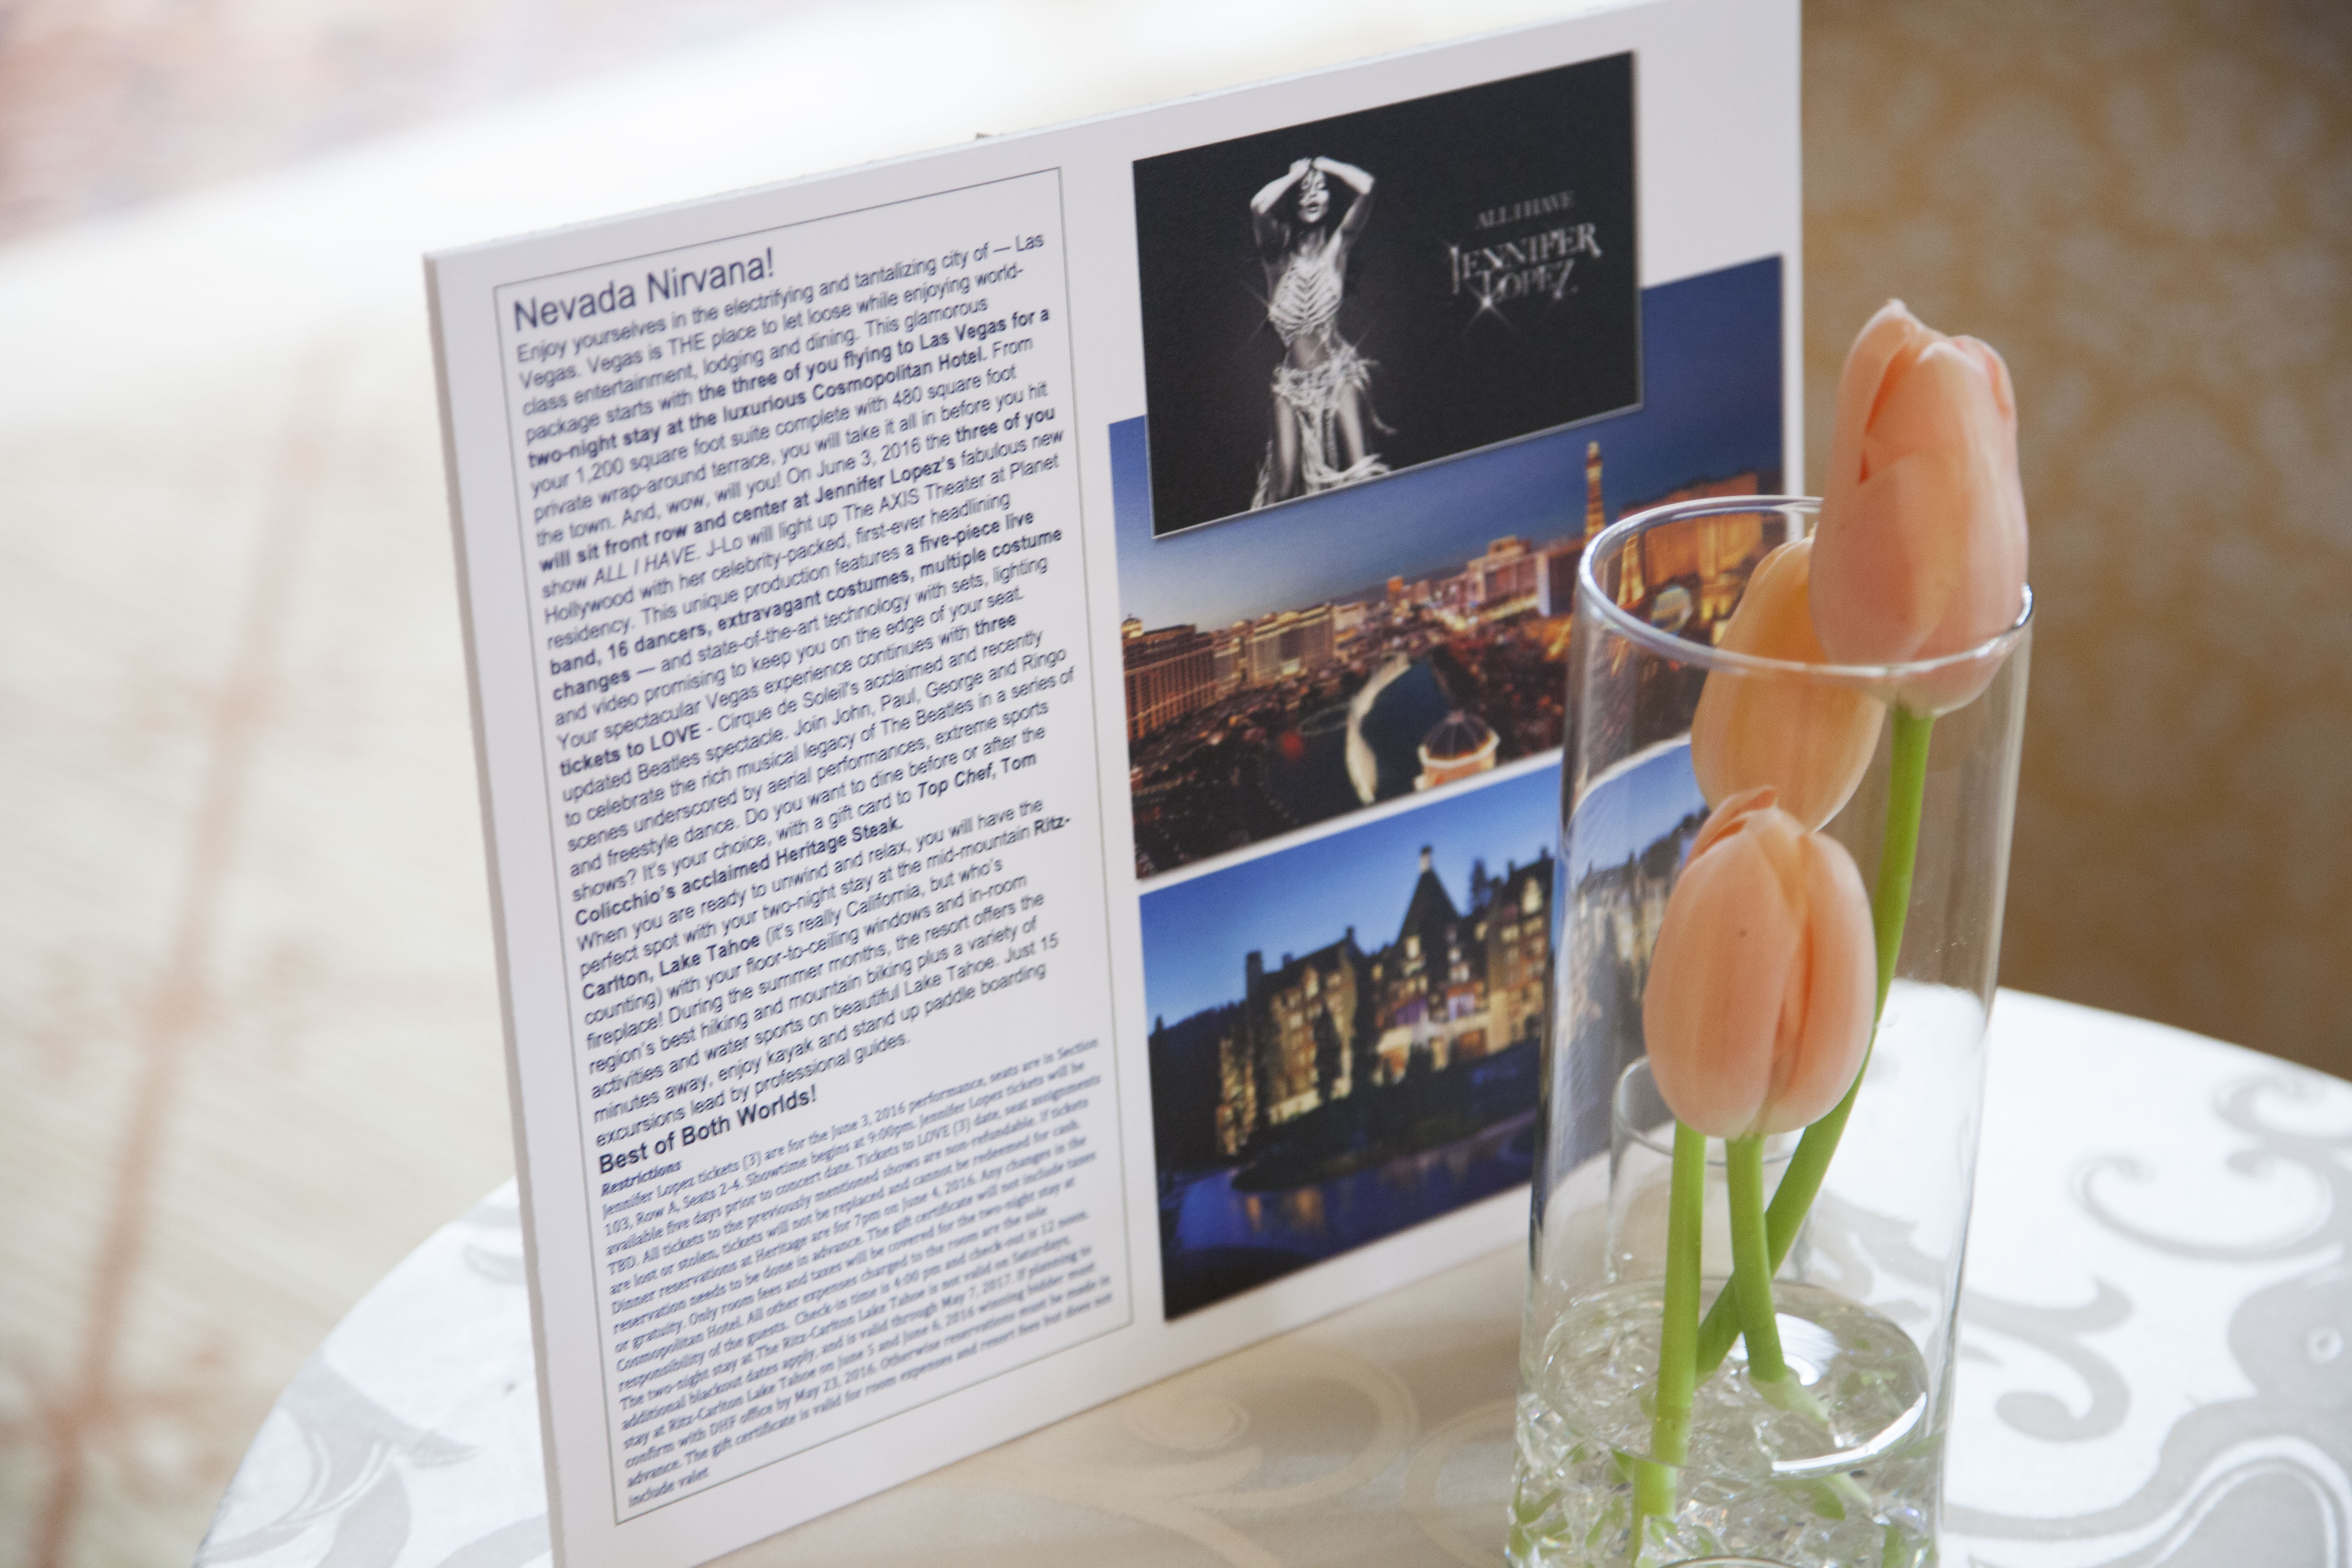 Nevada Nirvana!
Enjoy yourselves in the electrifying and tantalizing city of — Las
Vegas. Vegas is THE place to let loose while enjoying world-
class entertainment, lodging and dining. This glamorous
package starts with the three of you flying to Las Vegas for a
two-night stay at the luxurious Cosmopolitan Hotel. From
your 1,200 square foot suite complete with 480 square foot
private wrap-around terrace, you will take it all in before you hit
the town. And, wow, will you! On June 3, 2016 the three of you
will sit front row and center at Jennifer Lopez's fabulous new
show ALL I HAVE. J-Lo will light up The AXIS Theater at Planet
Hollywood with her celebrity-packed, first-ever headlining
residency. This unique production features a five-piece live
band, 16 dancers, extravagant costumes, multiple costume
changes — and state-of-the-art technology with sets, lighting
and video promising to keep you on the edge of your seat.
Your spectacular Vegas experience continues with three
tickets to LOVE - Cirque de Soleil's acclaimed and recently
updated Beatles spectacle. Join John, Paul, George and Ringo
to celebrate the rich musical legacy of The Beatles in a series of
scenes underscored by aerial performances, extreme sports
and freestyle dance. Do you want to dine before or after the
shows? It's your choice, with a gift card to Top Chef, Tom
Colicchio's acclaimed Heritage Steak.
When you are ready to unwind and relax, you will have the
perfect spot with your two-night stay at the mid-mountain Ritz-
Carlton, Lake Tahoe (it's really California, but who's
counting) with your floor-to-ceiling windows and in-room
fireplace! During the summer months, the resort offers the
region's best hiking and mountain biking plus a variety of
activities and water sports on beautiful Lake Tahoe. Just 15
minutes away, enjoy kayak and stand up paddle boarding
excursions lead by professional guides.
Best of Both Worlds!
Restrictions
Jennifer Lopez tickets (3) are for the June 3, 2016 performance, seats are in Section
103, Row A, Seats 2-4. Showtime begins at 9:00pm. Jennifer Lopez tickets will be
available five days prior to concert date. Tickets to LOVE (3) date, seat assignments
TBD. All tickets to the previously mentioned shows are non-refundable. If tickets
are lost or stolen, tickets will not be replaced and cannot be redeemed for cash.
Dinner reservations at Heritage are for 7pm on June 4, 2016. Any changes in the
reservation needs to be done in advance. The gift certificate will not include taxes
or gratuity. Only room fees and taxes will be covered for the two-night stay at
Cosmopolitan Hotel. All other expenses charged to the room are the sole
responsibility of the guests. Check-in time is 4:00 pm and check-out is 12 noon.
The two-night stay at The Ritz-Carlton Lake Tahoe is not valid on Saturdays,
additional blackout dates apply, and is valid through May 7, 2017. If planning to
stay at Ritz-Carlton Lake Tahoe on June 5 and June 6, 2016 winning bidder must
confirm with DHF office by May 23, 2016. Otherwise reservations must be made in
advance. The gift certificate is valid for room expenses and resort fees but does not
include valet
ALL I HAVE
JENNIFER
LOPEZ